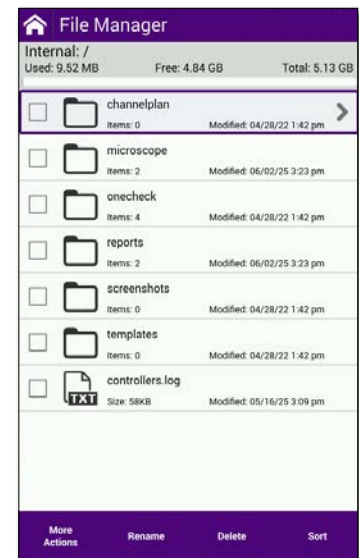 File Manager
Internal: /
Used: 9.52 MB Free: 4.84 GB Total: 5.13 GB
channelplan
Items: 0 Modified: 04/28/22 1:42 pm
microscope
Items: 2 Modified: 06/02/25 3:23 pm
onecheck
Items: 4 Modified: 04/28/22 1:42 pm
reports
Items: 2 Modified: 06/02/25 3:23 pm
screenshots
Items: 0 Modified: 04/28/22 1:42 pm
templates
Items: 0 Modified: 04/28/22 1:42 pm
controllers.log
TXT Size: 58KB Modified: 05/16/25 3:09 pm
More Actions Rename Delete Sort